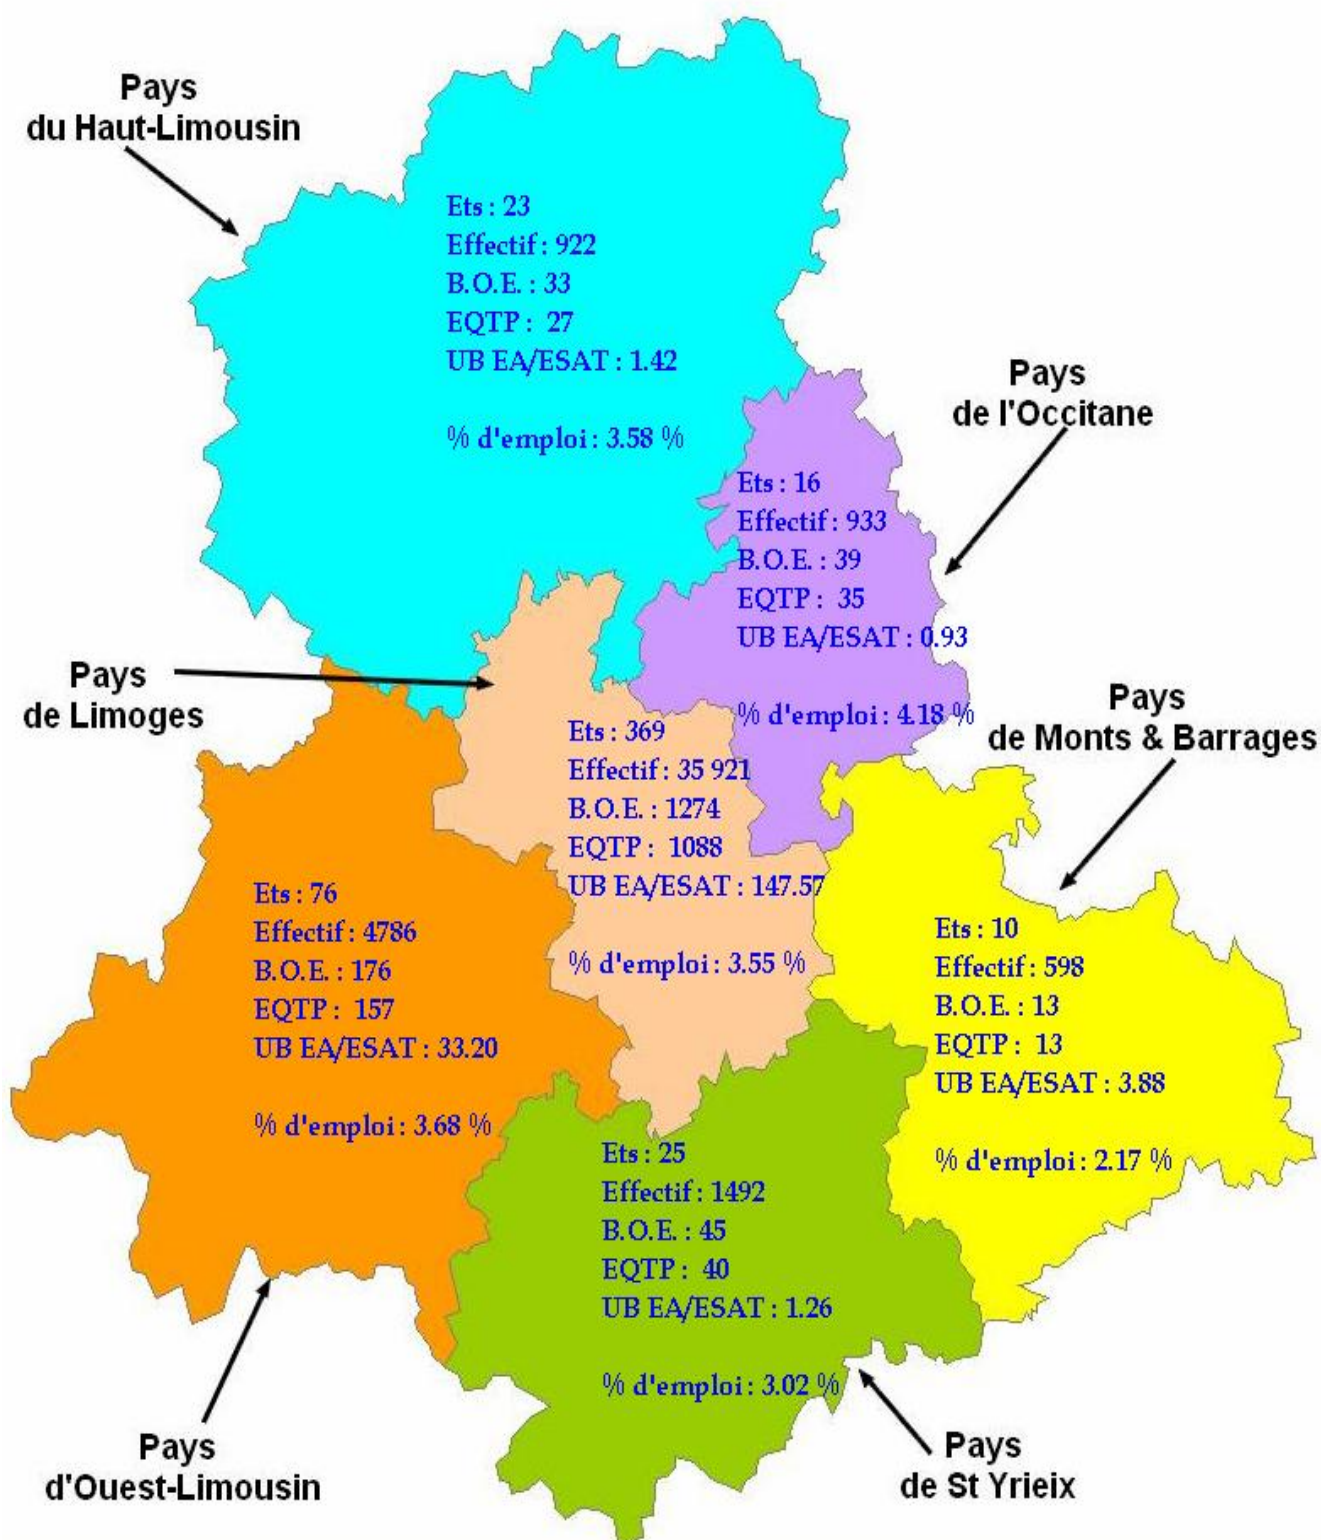 Pays
du Haut-Limousin
Ets : 23
Effectif : 922
B.O.E. : 33
EQTP : 27
UB EA/ESAT : 1.42
% d'emploi : 3.58 %
Pays
de l'Occitane
Ets : 16
Effectif : 933
B.O.E. : 39
EQTP : 35
UB EA/ESAT : 0.93
% d'emploi : 4.18 %
Pays
de Limoges
Ets : 369
Effectif : 35 921
B.O.E. : 1274
EQTP : 1088
UB EA/ESAT : 147.57
% d'emploi : 3.55 %
Pays
de Monts & Barrages
Ets : 10
Effectif : 598
B.O.E. : 13
EQTP : 13
UB EA/ESAT : 3.88
% d'emploi : 2.17 %
Ets : 76
Effectif : 4786
B.O.E. : 176
EQTP : 157
UB EA/ESAT : 33.20
% d'emploi : 3.68 %
Pays
d'Ouest-Limousin
Ets : 25
Effectif : 1492
B.O.E. : 45
EQTP : 40
UB EA/ESAT : 1.26
% d'emploi : 3.02 %
Pays
de St Yrieix